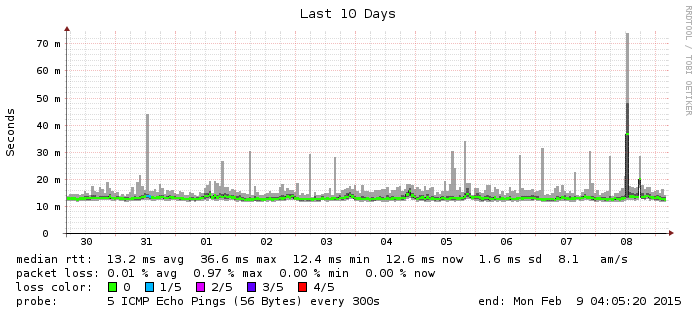 Last 10 Days
RRDTOOL / TOBI OETIKER
Seconds
70 m
60 m
50 m
40 m
30 m
20 m
10 m
0
30 31 01 02 03 04 05 06 07 08
median rtt: 13.2 ms avg 36.6 ms max 12.4 ms min 12.6 ms now 1.6 ms sd 8.1 am/s
packet loss: 0.01 % avg 0.97 % max 0.00 % min 0.00 % now
loss color: 0 1/5 2/5 3/5 4/5
probe: 5 ICMP Echo Pings (56 Bytes) every 300s end: Mon Feb 9 04:05:20 2015